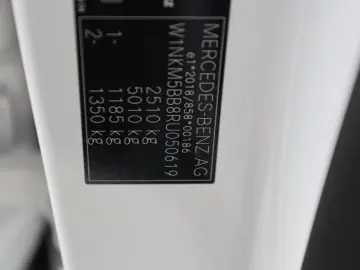 MERCEDES-BENZ AG
e1*2018/858*00186
W1NKM5BB8RU050619
2510 kg
5010 kg
1- 1185 kg
2- 1350 kg